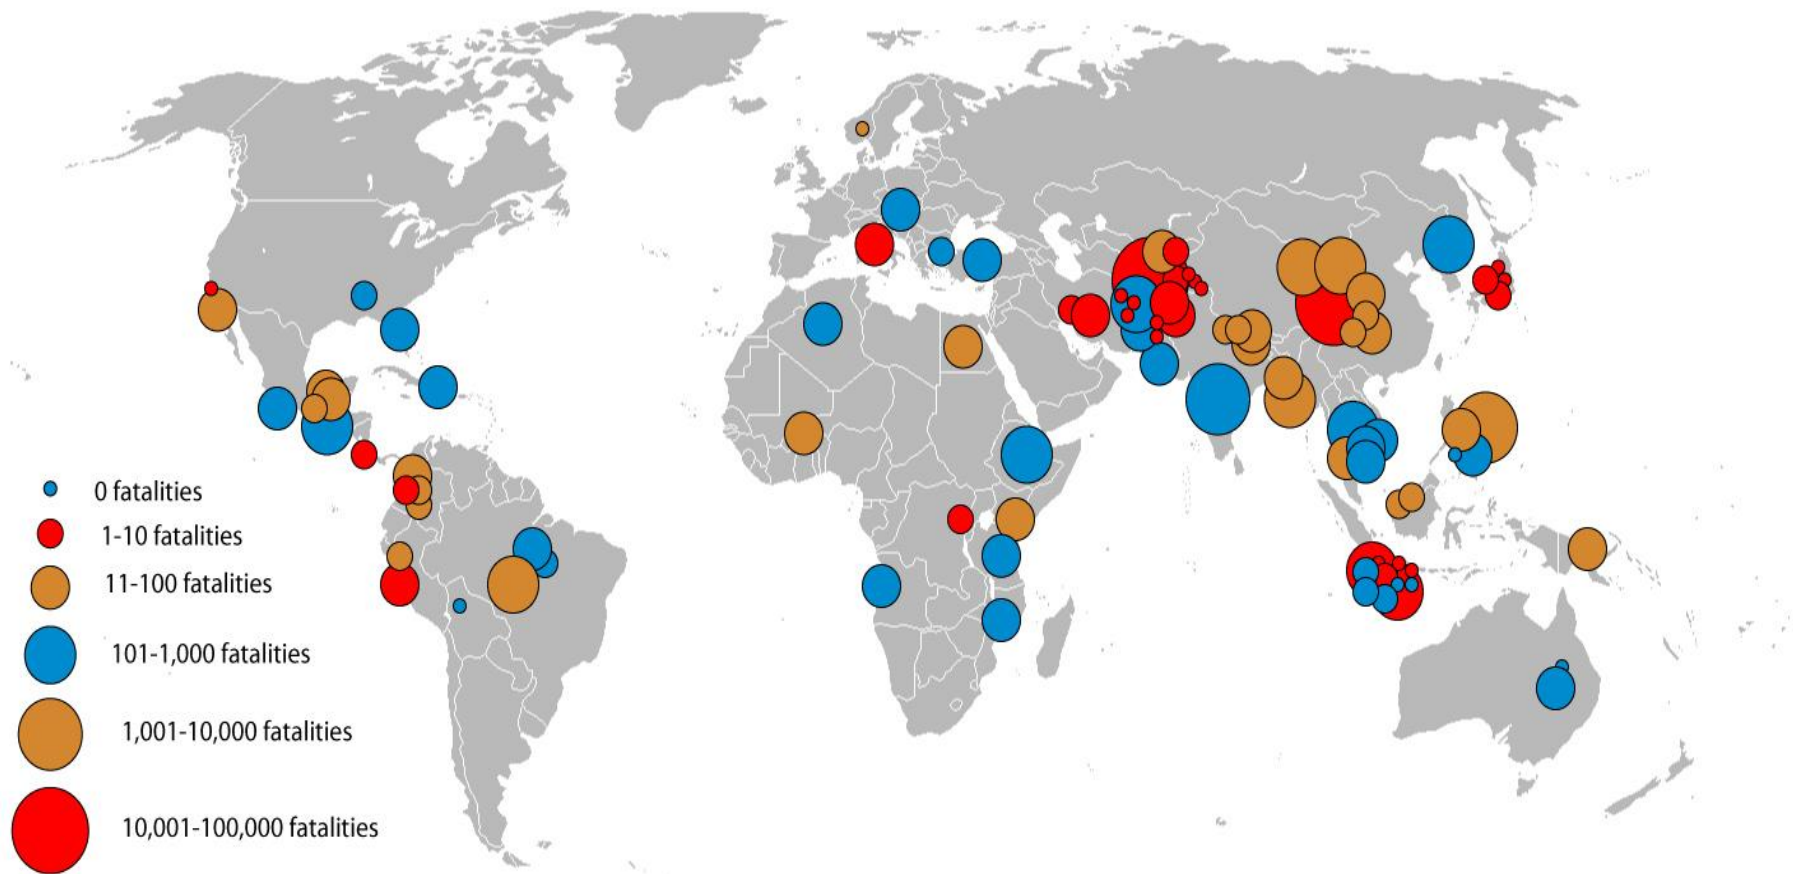 0 fatalities
1-10 fatalities
11-100 fatalities
101-1,000 fatalities
1,001-10,000 fatalities
10,001-100,000 fatalities